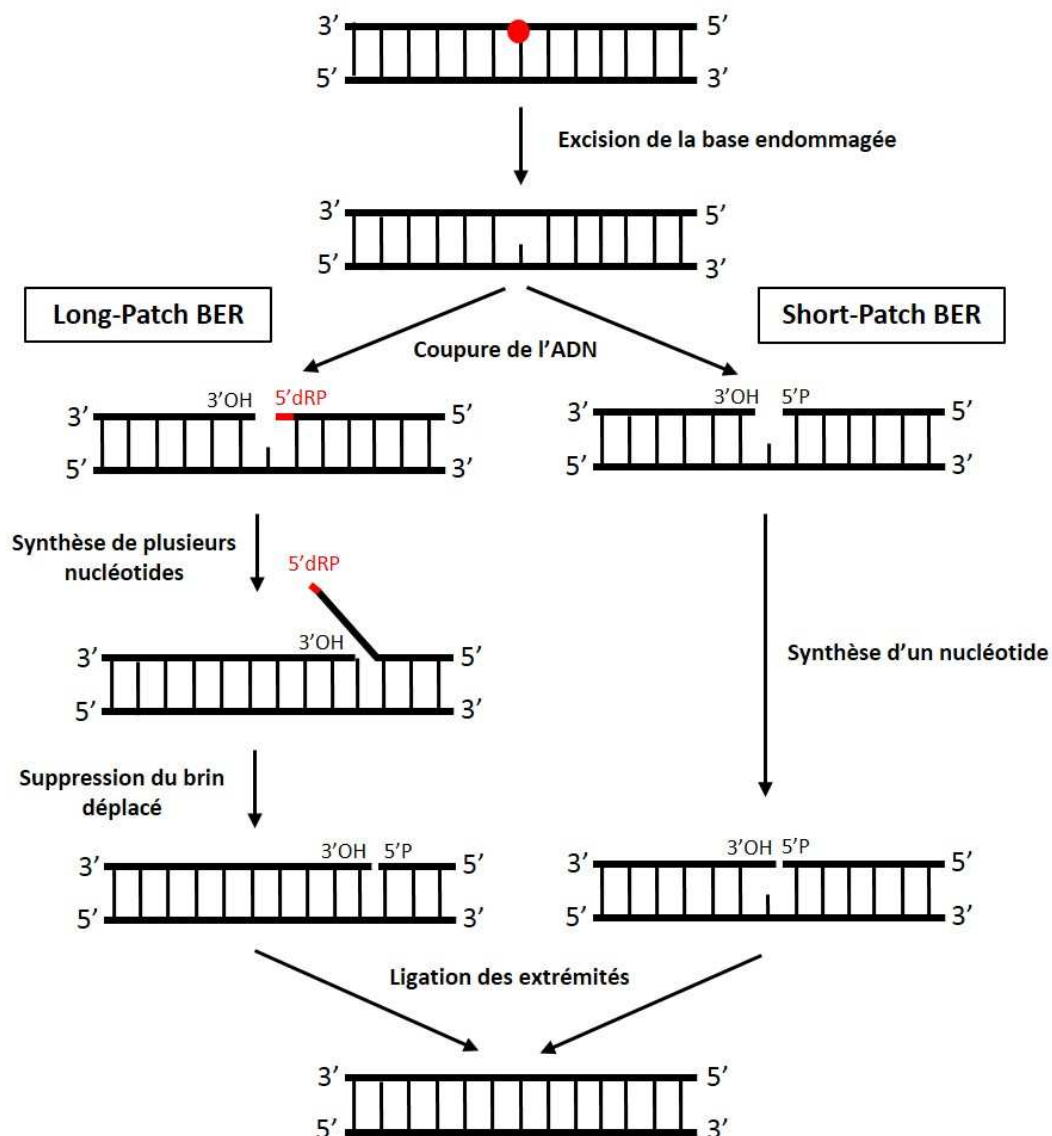 3’ 5’
5’ 3’
Excision de la base endommagée
3’ 5’
5’ 3’
Long-Patch BER
Short-Patch BER
Coupure de l’ADN
3’OH 5’dRP
3’ 5’
5’ 3’
3’OH 5’P
3’ 5’
5’ 3’
Synthèse de plusieurs
nucléotides
5’dRP
3’OH
3’ 5’
5’ 3’
Synthèse d’un nucléotide
Suppression du brin
déplacé
3’OH 5’P
3’ 5’
5’ 3’
3’OH 5’P
3’ 5’
5’ 3’
Ligation des extrémités
3’ 5’
5’ 3’